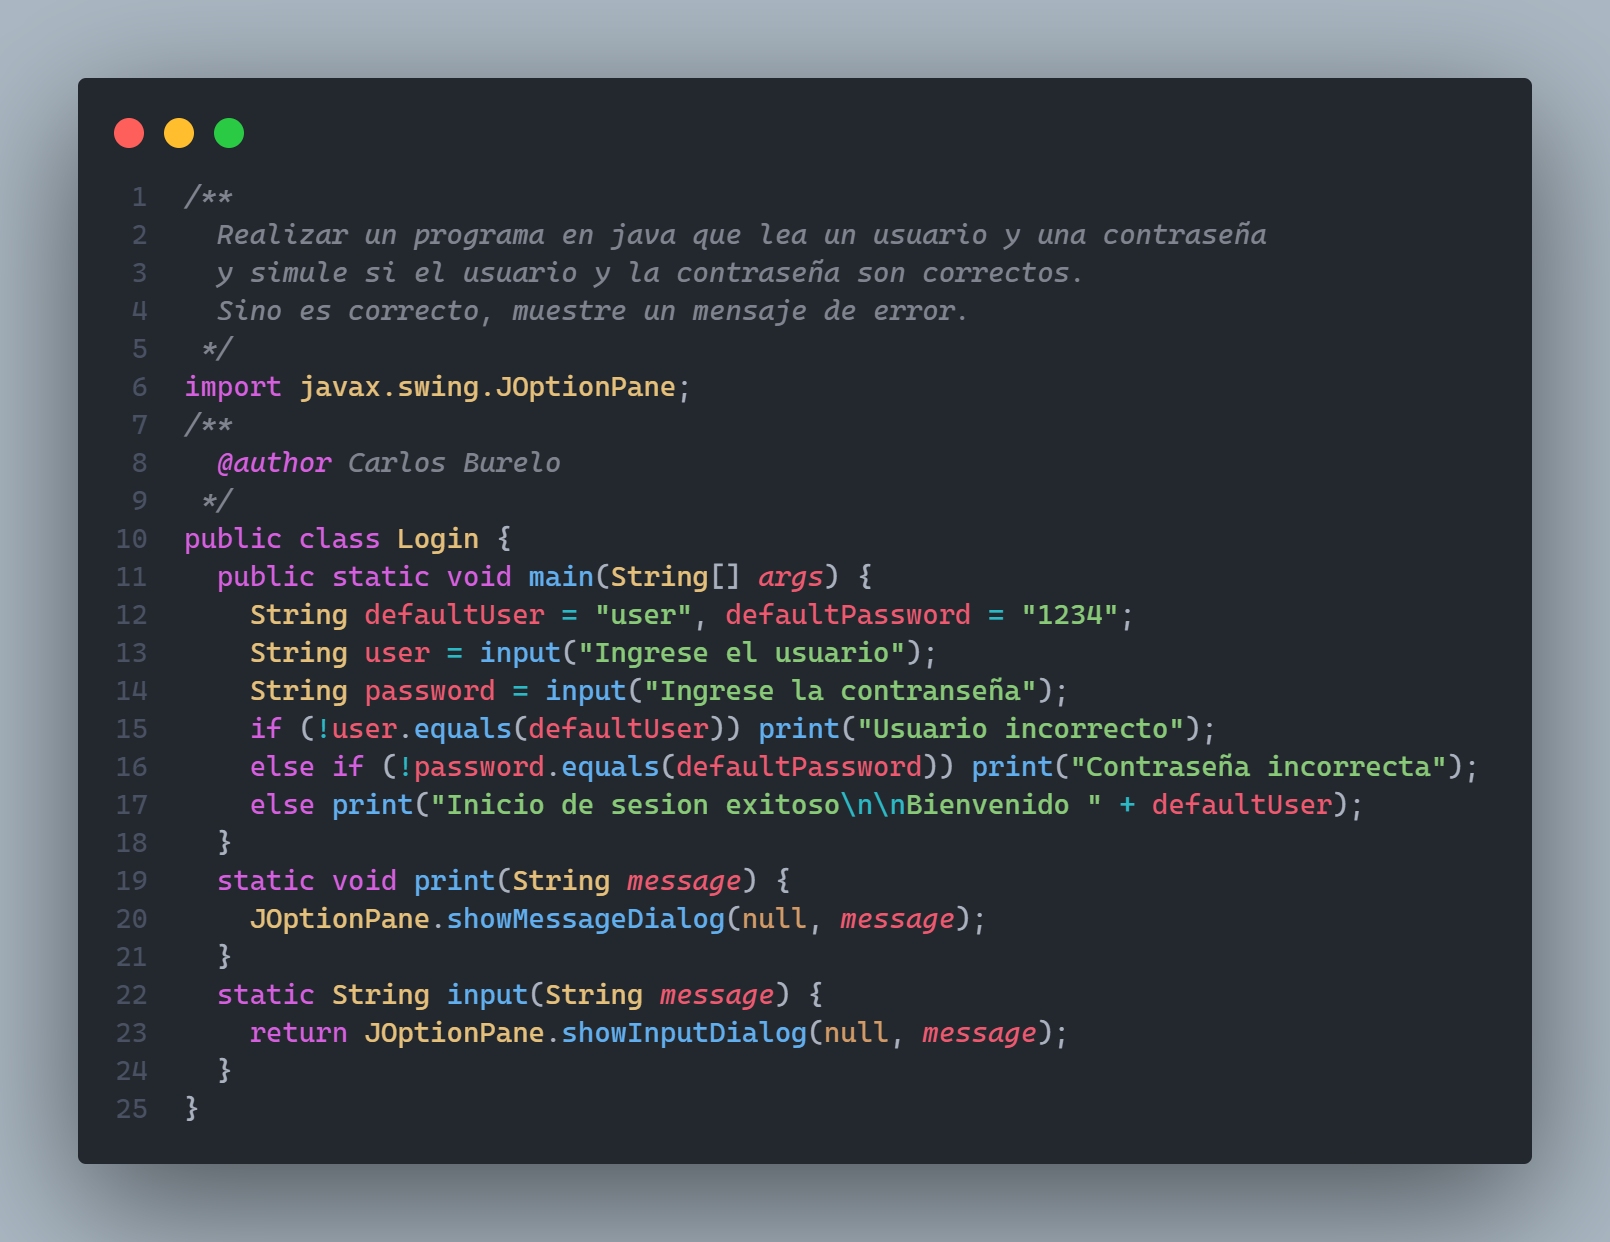 1 /**
2   Realizar un programa en java que lea un usuario y una contraseña
3   y simule si el usuario y la contraseña son correctos.
4   Sino es correcto, muestre un mensaje de error.
5  */
6 import javax.swing.JOptionPane;
7 /**
8   @author Carlos Burelo
9  */
10 public class Login {
11   public static void main(String[] args) {
12     String defaultUser = "user", defaultPassword = "1234";
13     String user = input("Ingrese el usuario");
14     String password = input("Ingrese la contranseña");
15     if (!user.equals(defaultUser)) print("Usuario incorrecto");
16     else if (!password.equals(defaultPassword)) print("Contraseña incorrecta");
17     else print("Inicio de sesion exitoso\n\nBienvenido " + defaultUser);
18   }
19   static void print(String message) {
20     JOptionPane.showMessageDialog(null, message);
21   }
22   static String input(String message) {
23     return JOptionPane.showInputDialog(null, message);
24   }
25 }